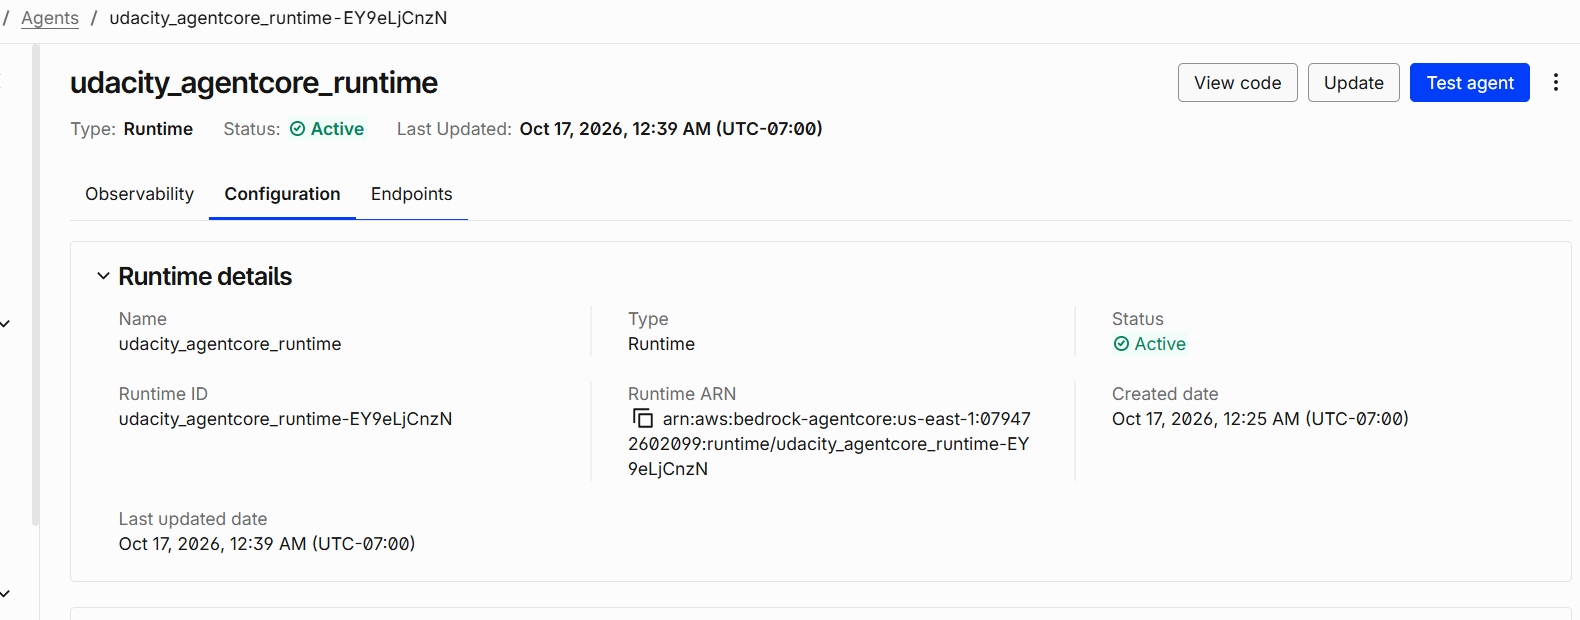 / Agents / udacity_agentcore_runtime-EY9eLjCnzN
udacity_agentcore_runtime
View code
Update
Test agent
Type: Runtime
Status: Active
Last Updated: Oct 17, 2026, 12:39 AM (UTC-07:00)
Observability
Configuration
Endpoints
Runtime details
Name
udacity_agentcore_runtime
Type
Runtime
Status
Active
Runtime ID
udacity_agentcore_runtime-EY9eLjCnzN
Runtime ARN
arn:aws:bedrock-agentcore:us-east-1:07947
2602099:runtime/udacity_agentcore_runtime-EY
9eLjCnzN
Created date
Oct 17, 2026, 12:25 AM (UTC-07:00)
Last updated date
Oct 17, 2026, 12:39 AM (UTC-07:00)